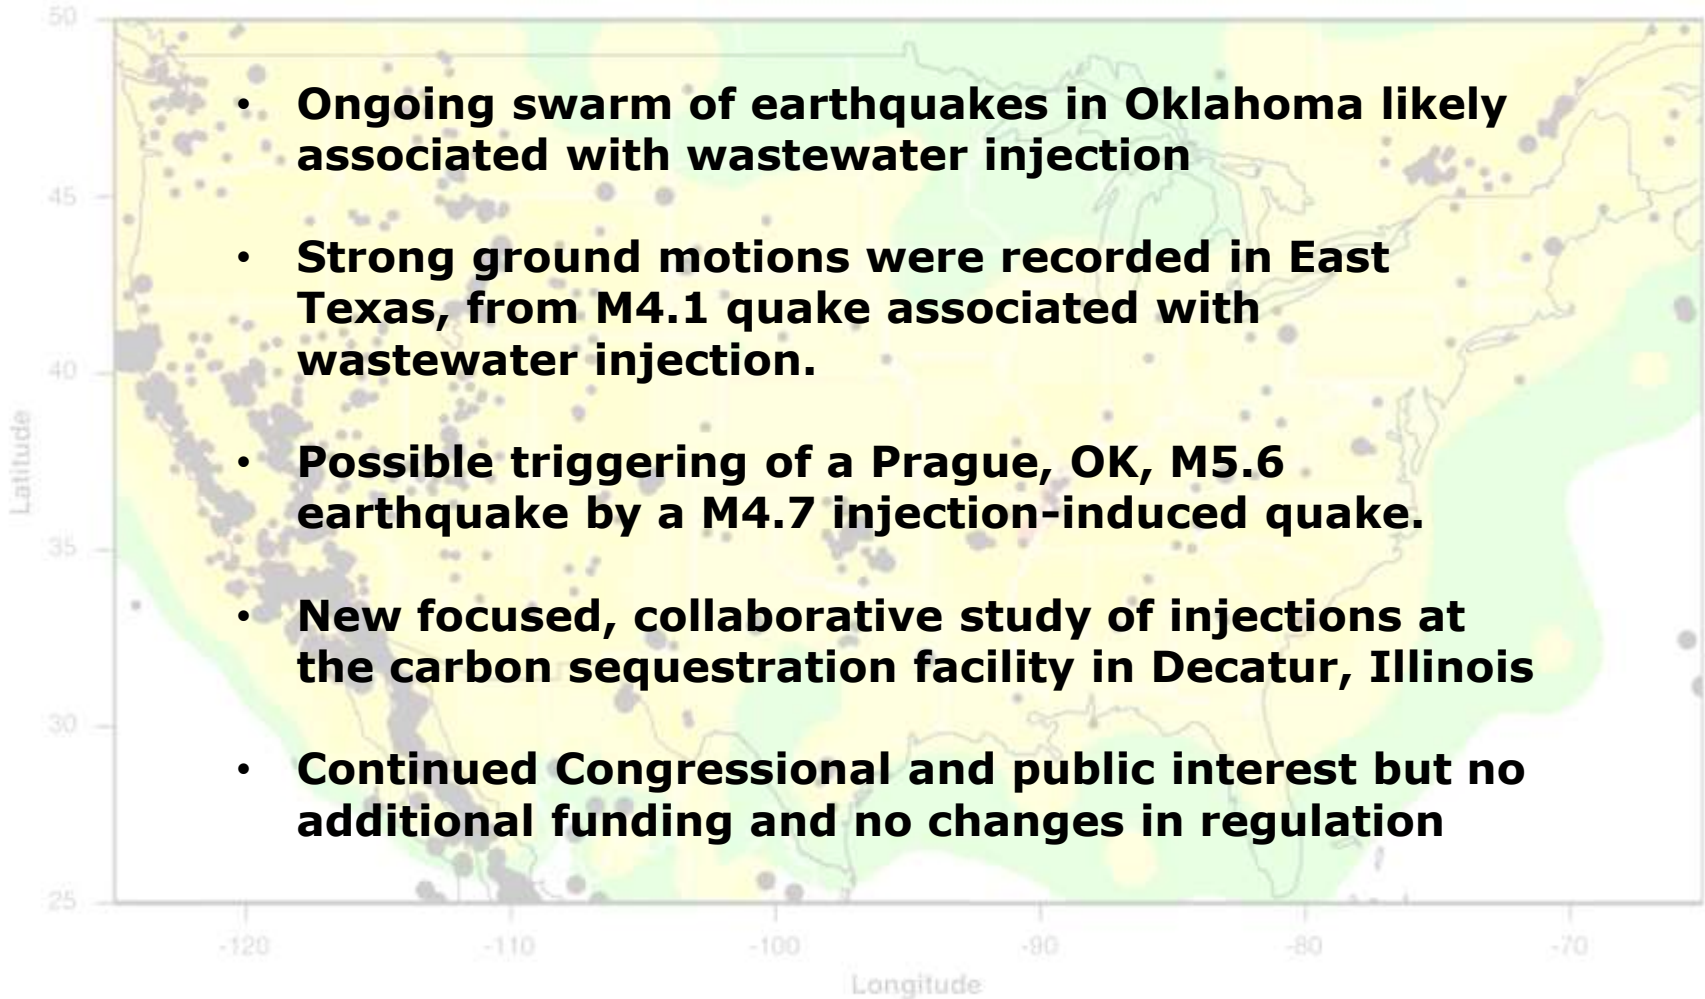 50
• Ongoing swarm of earthquakes in Oklahoma likely
associated with wastewater injection
45
• Strong ground motions were recorded in East
Texas, from M4.1 quake associated with
wastewater injection.
40
Latitude
• Possible triggering of a Prague, OK, M5.6
earthquake by a M4.7 injection-induced quake.
35
• New focused, collaborative study of injections at
the carbon sequestration facility in Decatur, Illinois
30
• Continued Congressional and public interest but no
additional funding and no changes in regulation
25
-120 -110 -100 -90 -80 -70
Longitude